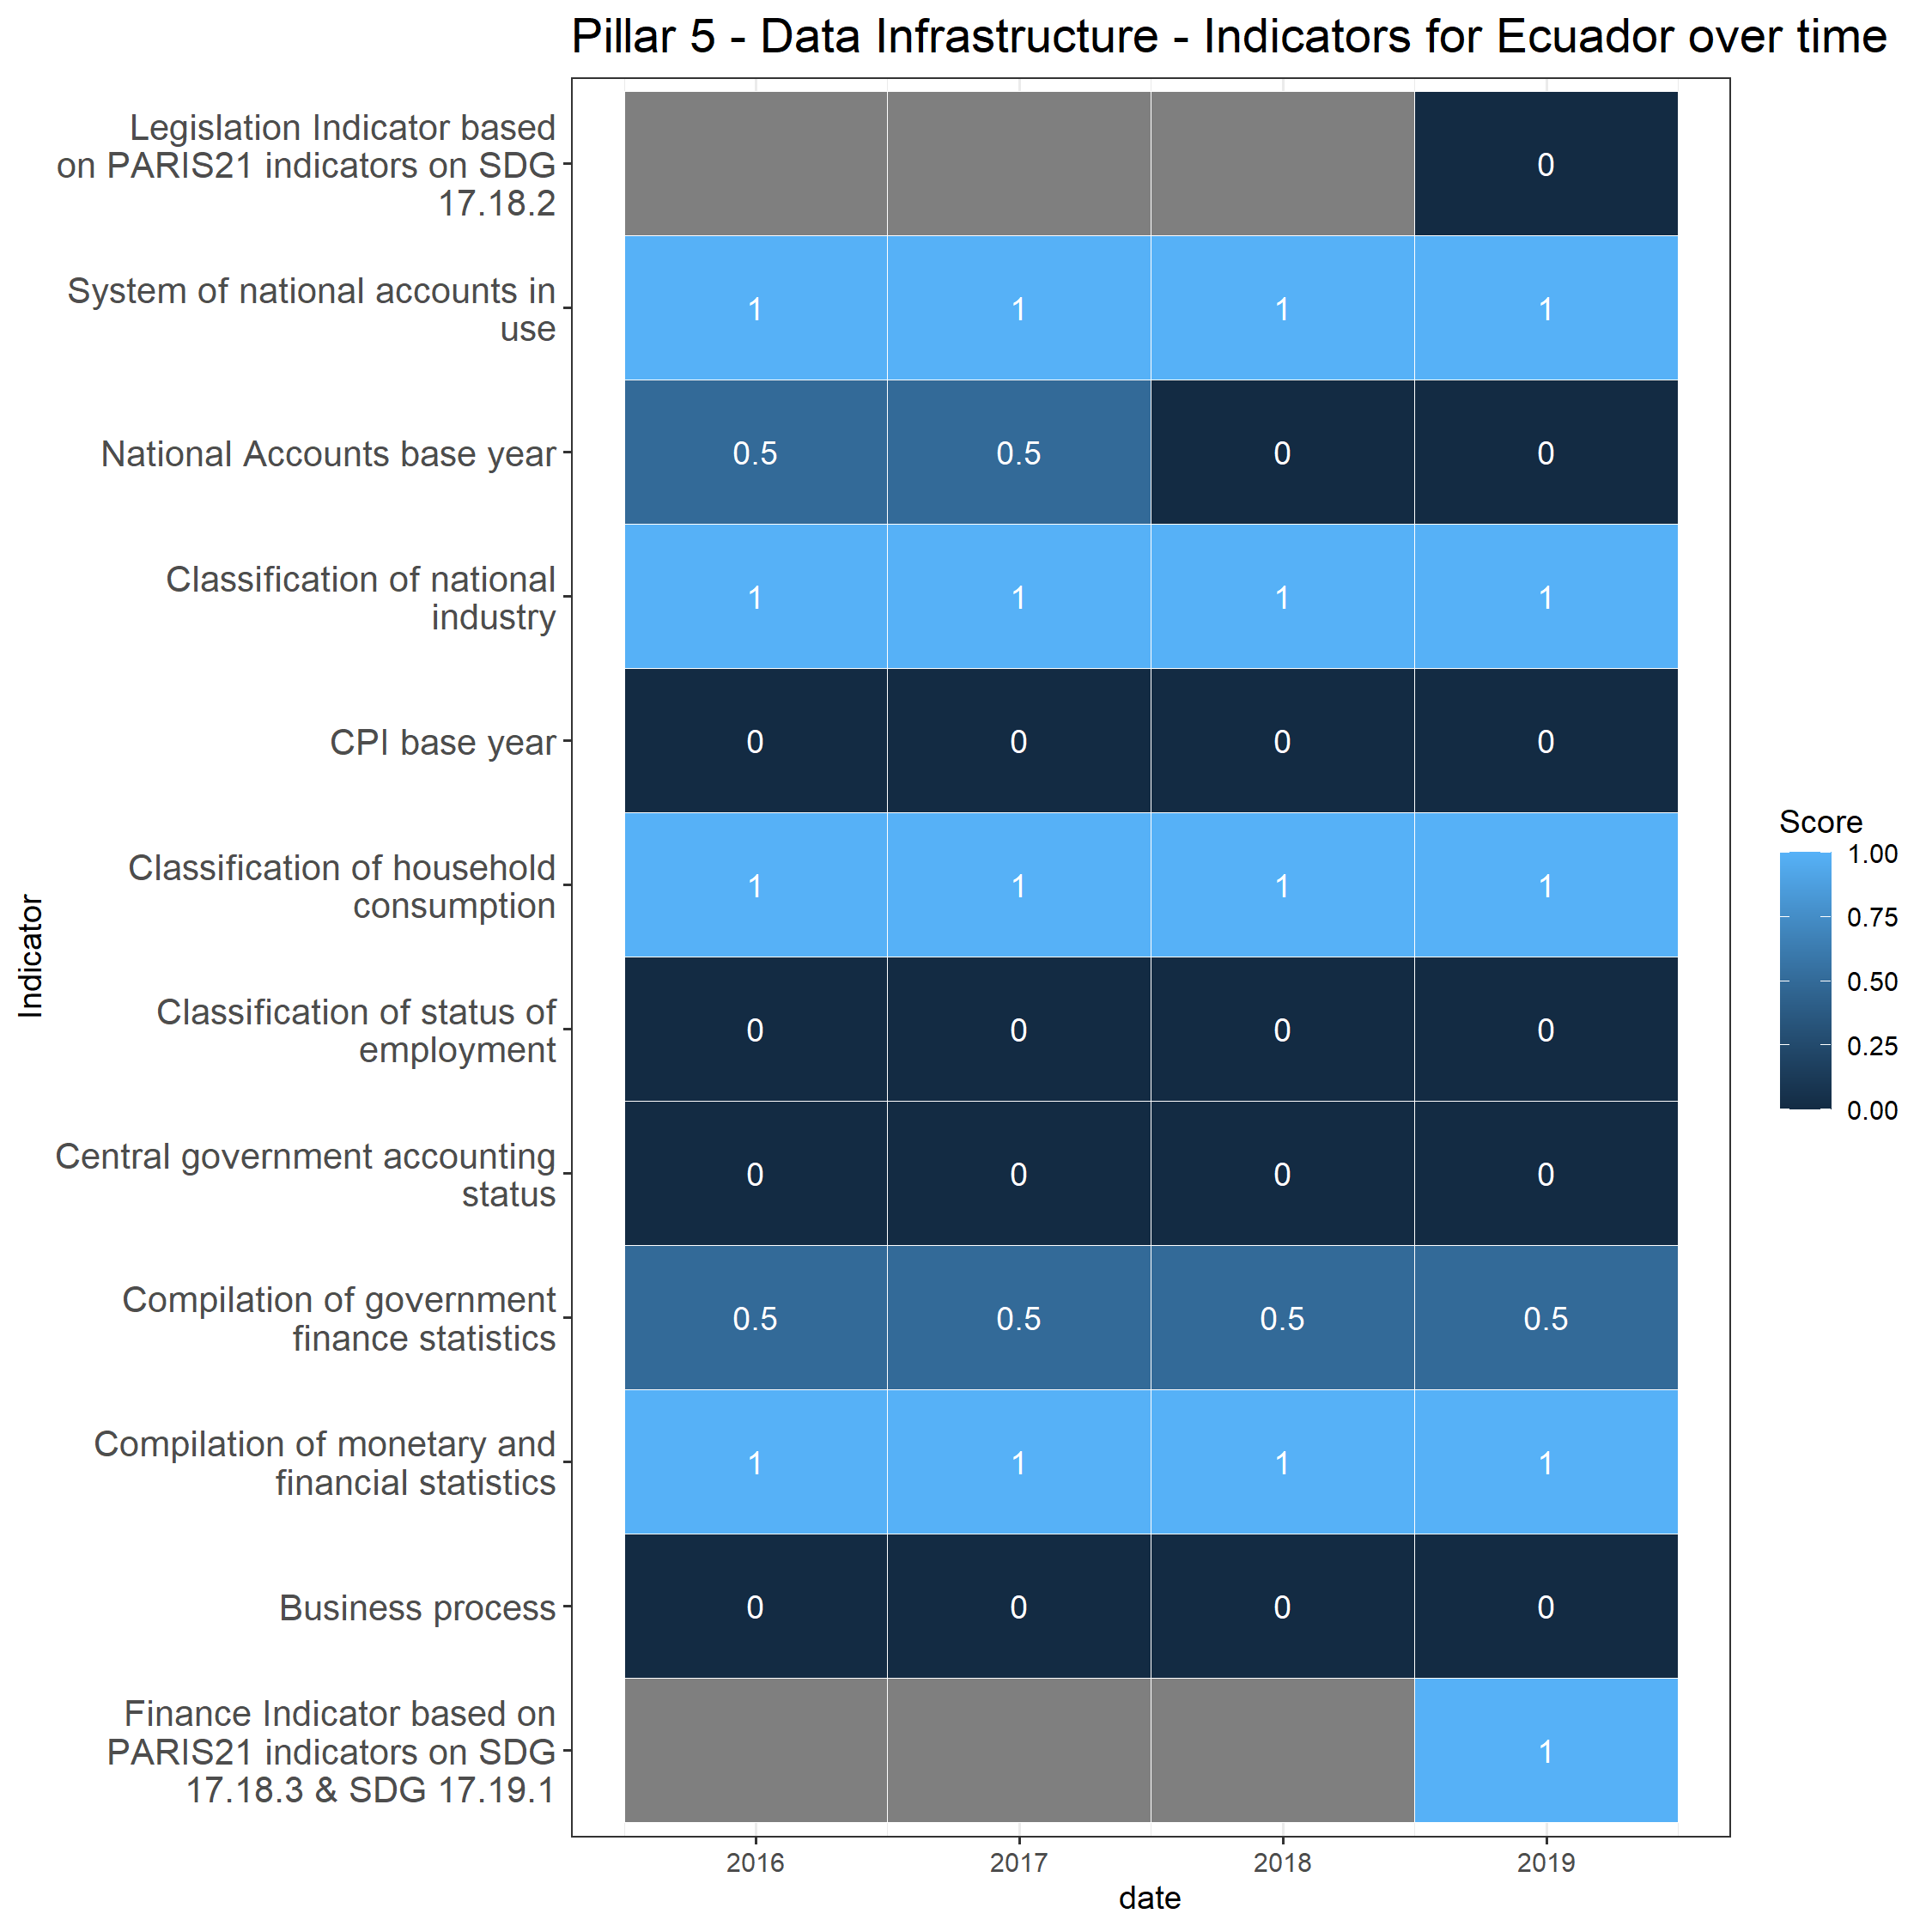 Pillar 5 - Data Infrastructure - Indicators for Ecuador over time
Indicator
Legislation Indicator based
on PARIS21 indicators on SDG
17.18.2
0
System of national accounts in
use
1 1 1 1
National Accounts base year
0.5 0.5 0 0
Classification of national
industry
1 1 1 1
CPI base year
0 0 0 0
Classification of household
consumption
1 1 1 1
Classification of status of
employment
0 0 0 0
Central government accounting
status
0 0 0 0
Compilation of government
finance statistics
0.5 0.5 0.5 0.5
Compilation of monetary and
financial statistics
1 1 1 1
Business process
0 0 0 0
Finance Indicator based on
PARIS21 indicators on SDG
17.18.3 & SDG 17.19.1
1
2016 2017 2018 2019
date
Score
1.00
0.75
0.50
0.25
0.00